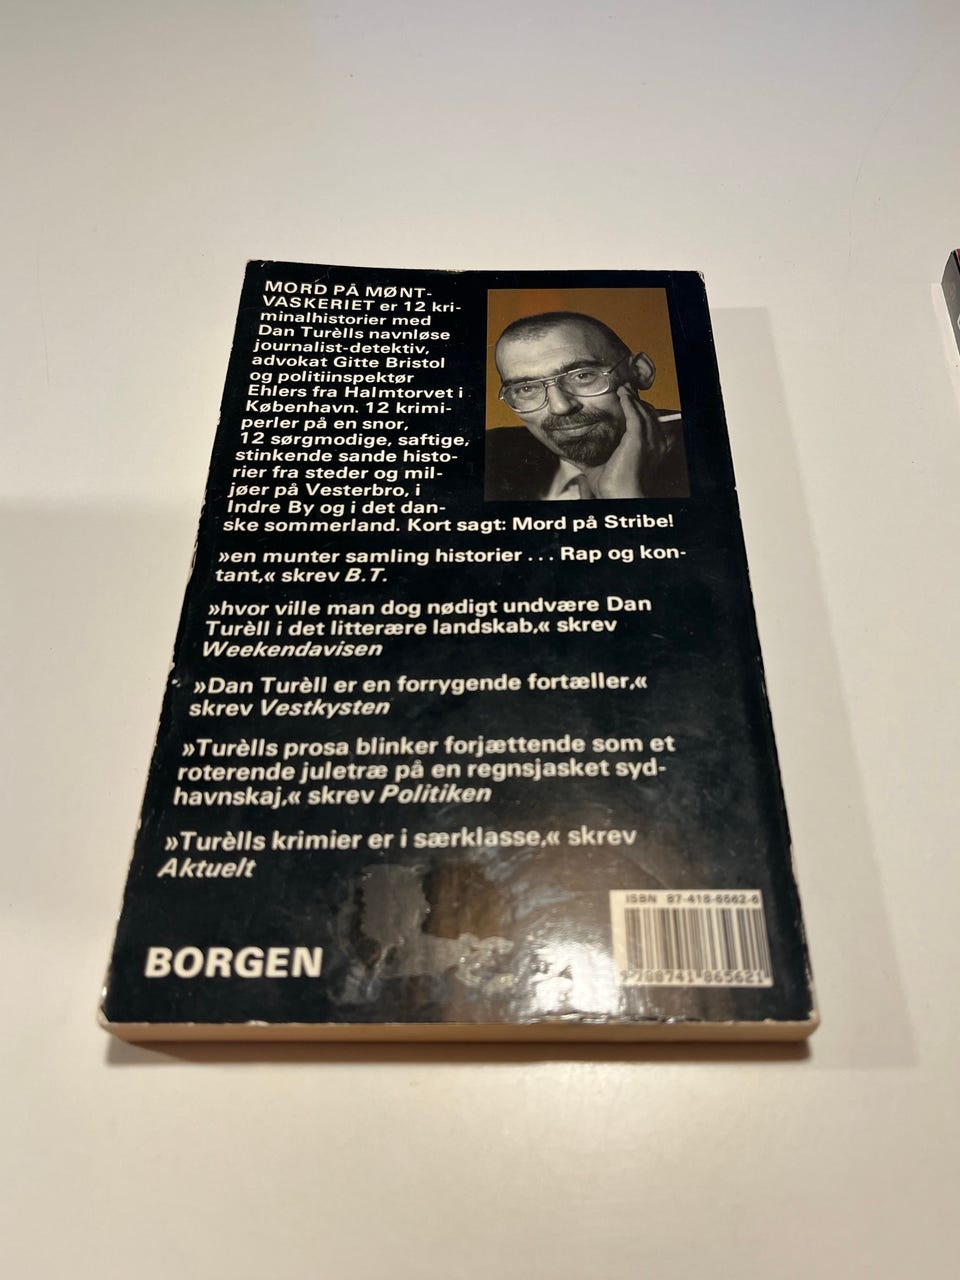 MORD PÅ MØNT-
VASKERIET er 12 kri-
minalhistorier med
Dan Turèlls navnløse
journalist-detektiv,
advokat Gitte Bristol
og politiinspektør
Ehlers fra Halmtorvet i
København. 12 krimi-
perler på en snor,
12 sørgmodige, saftige,
stinkende sande histo-
rier fra steder og mil-
jøer på Vesterbro, i
Indre By og i det dan-
ske sommerland. Kort sagt: Mord på Stribe!
»en munter samling historier . . . Rap og kon-
tant,« skrev B.T.
»hvor ville man dog nødigt undvære Dan
Turèll i det litterære landskab,« skrev
Weekendavisen
»Dan Turèll er en forrygende fortæller,«
skrev Vestkysten
»Turèlls prosa blinker forjættende som et
roterende juletræ på en regnsjasket syd-
havnskaj,« skrev Politiken
»Turèlls krimier er i særklasse,« skrev
Aktuelt
ISBN 87-418-6562-6
9788741865621
BORGEN